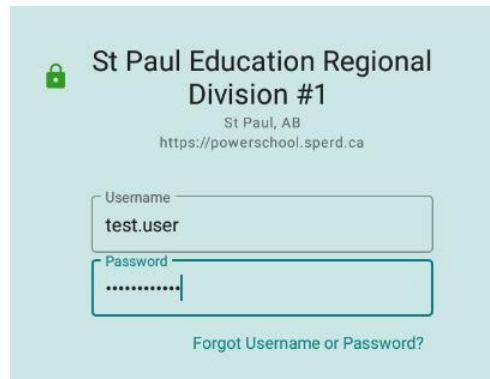 St Paul Education Regional
Division #1
St Paul, AB
https://powerschool.sperd.ca
Username
test.user
Password
••••••••••••
Forgot Username or Password?